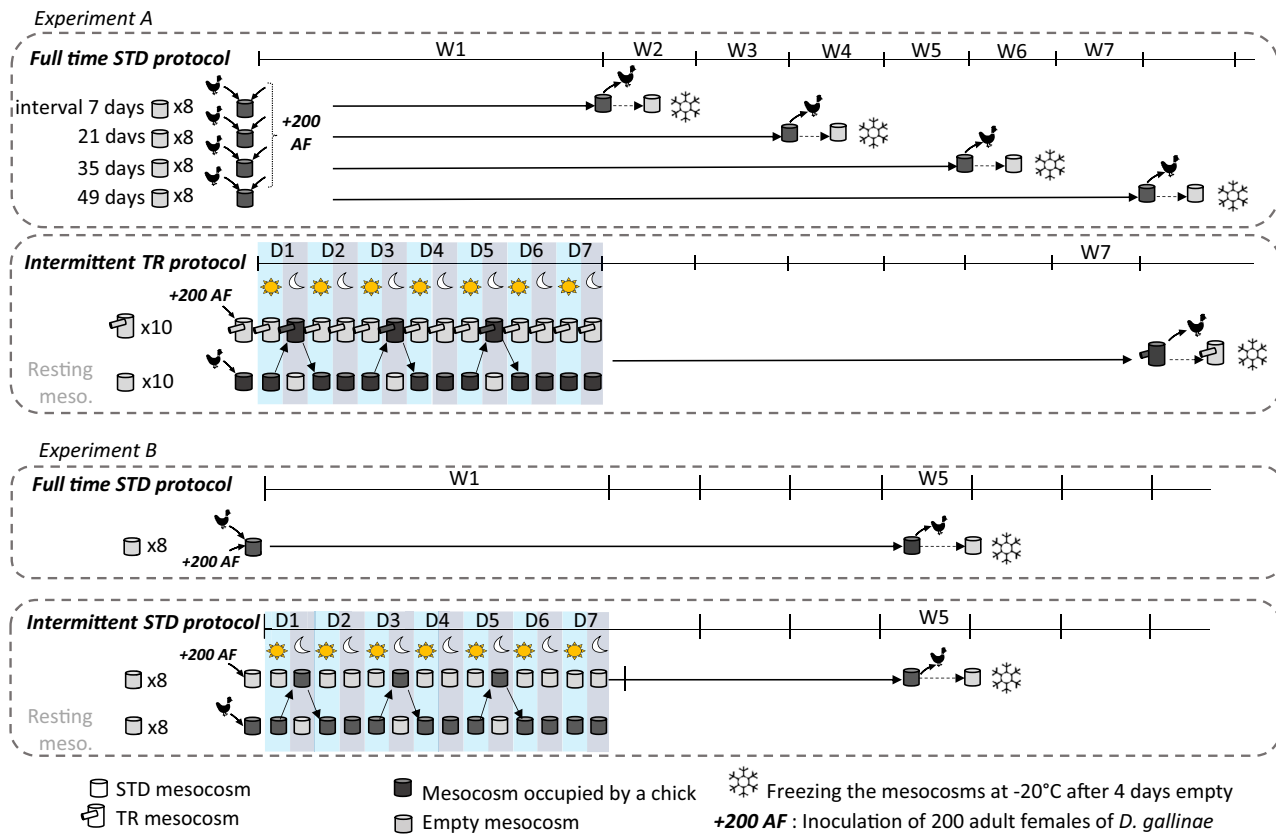 Experiment A
Full time STD protocol
W1 W2 W3 W4 W5 W6 W7
interval 7 days x8
21 days x8
35 days x8
49 days x8
+200
AF
Intermittent TR protocol
D1 D2 D3 D4 D5 D6 D7
W7
+200 AF
x10
Resting
meso.
x10
Experiment B
Full time STD protocol
W1 W5
x8
+200 AF
Intermittent STD protocol
D1 D2 D3 D4 D5 D6 D7
W5
+200 AF
x8
Resting
meso.
x8
STD mesocosm
TR mesocosm
Mesocosm occupied by a chick
Empty mesocosm
Freezing the mesocosms at -20°C after 4 days empty
+200 AF : Inoculation of 200 adult females of D. gallinae